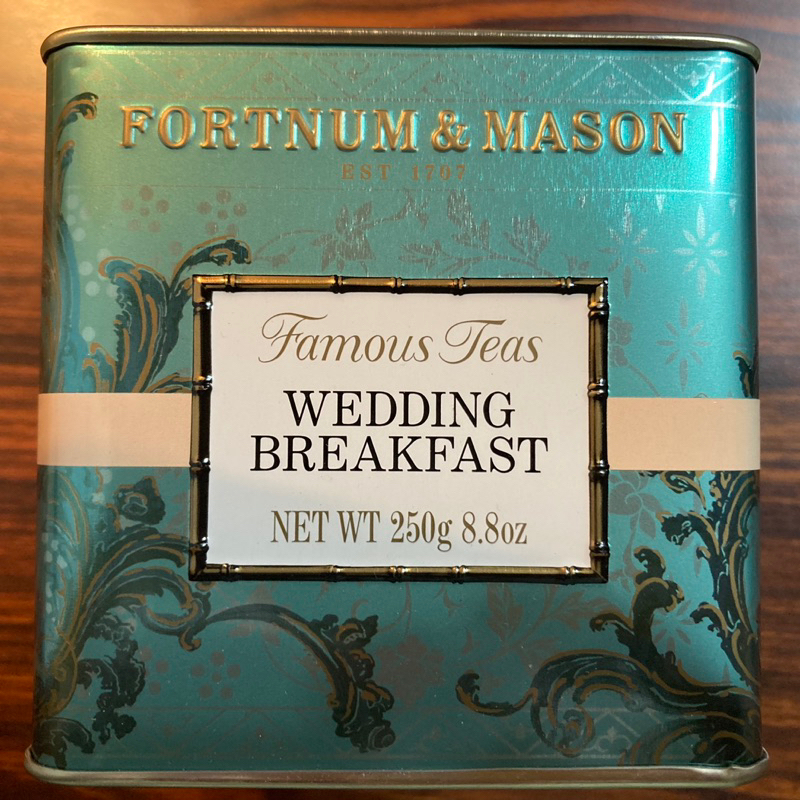 FORTNUM & MASON
EST 1707
Famous Teas
WEDDING
BREAKFAST
NET WT 250g 8.8oz